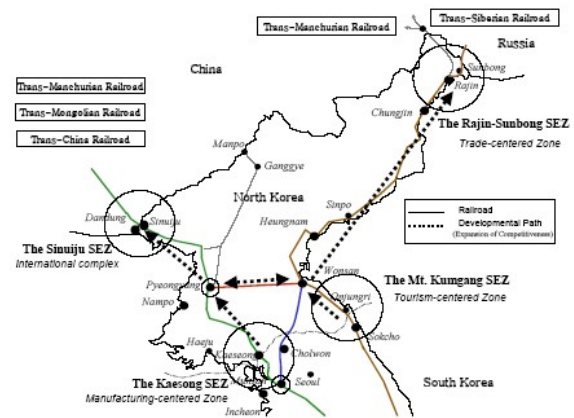 Trans-Siberian Railroad
Trans-Manchurian Railroad
Russia
China
Sunbong
Rajin
Trans-Manchurian Railroad
Trans-Mongolian Railroad
Trans-China Railroad
Chungjin
The Rajin-Sunbong SEZ
Trade-centered Zone
Manpo
Ganggye
North Korea
Sinpo
Railroad
Developmental Path
(Expansion of Competitiveness)
Dandung
Sinuiju
Heungnam
The Sinuiju SEZ
International complex
Wonsan
Pyeongyang
The Mt. Kumgang SEZ
Tourism-centered Zone
Onjungri
Nampo
Sokcho
Haeju
Kaeseong
Cholwon
The Kaesong SEZ
Manufacturing-centered Zone
Seoul
South Korea
Incheon